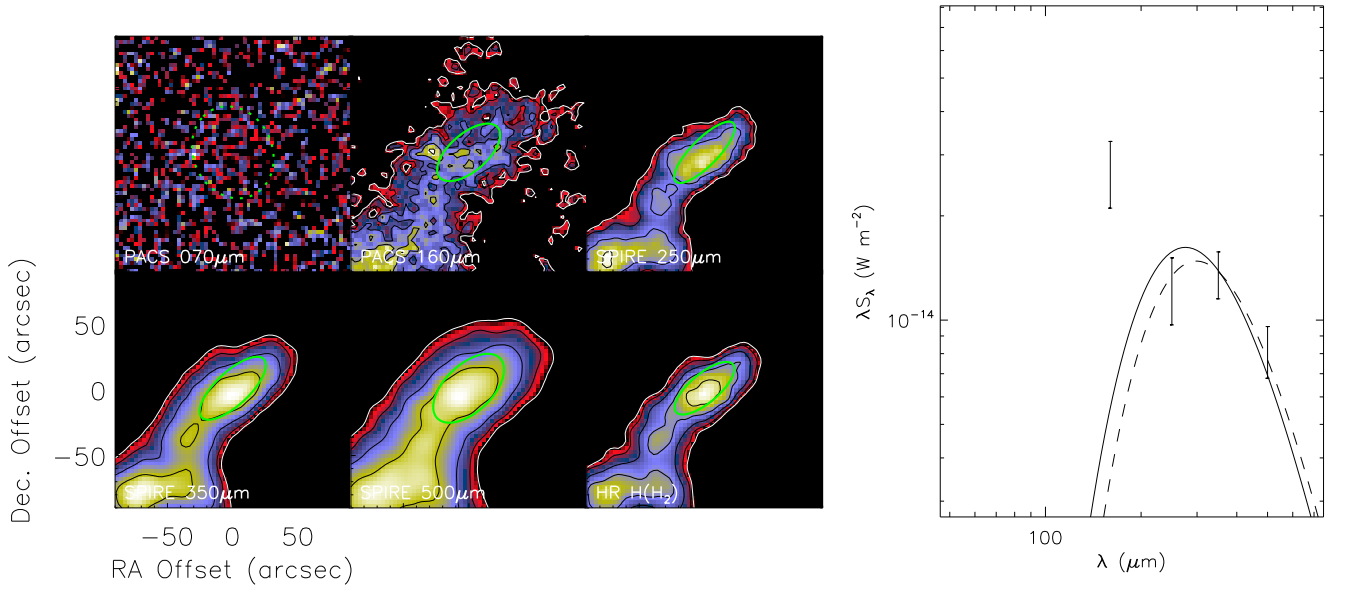 PACS 070μm
PACS 160μm
SPIRE 250μm
SPIRE 350μm
SPIRE 500μm
HR H(H₂)
50
0
−50
Dec. Offset (arcsec)
−50 0 50
RA Offset (arcsec)
λS_λ (W m⁻²)
10⁻¹⁴
100
λ (μm)